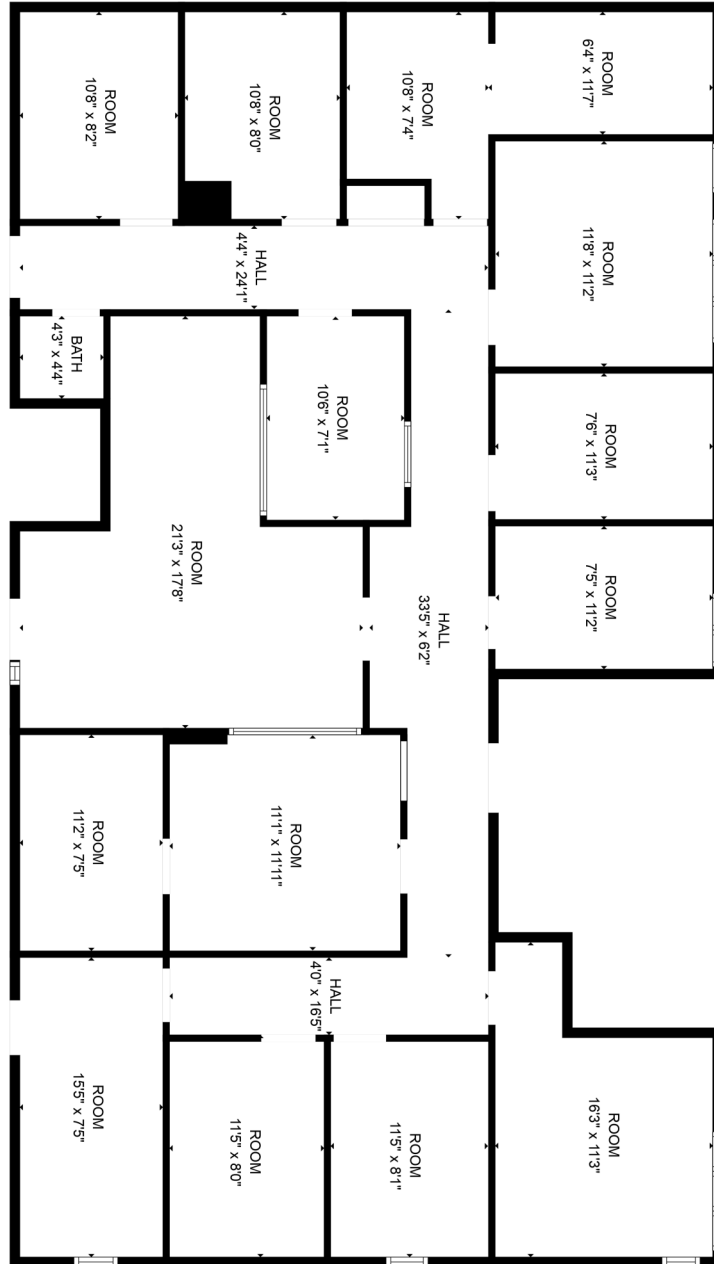 ROOM
10'8" x 8'2"
ROOM
10'8" x 8'0"
ROOM
10'8" x 7'4"
ROOM
6'4" x 11'7"
ROOM
11'8" x 11'2"
HALL
4'4" x 24'1"
BATH
4'3" x 4'4"
ROOM
10'6" x 7'1"
ROOM
7'6" x 11'3"
ROOM
21'3" x 17'8"
HALL
33'5" x 6'2"
ROOM
7'5" x 11'2"
ROOM
11'2" x 7'5"
ROOM
11'1" x 11'11"
HALL
4'0" x 16'5"
ROOM
15'5" x 7'5"
ROOM
11'5" x 8'0"
ROOM
11'5" x 8'1"
ROOM
16'3" x 11'3"